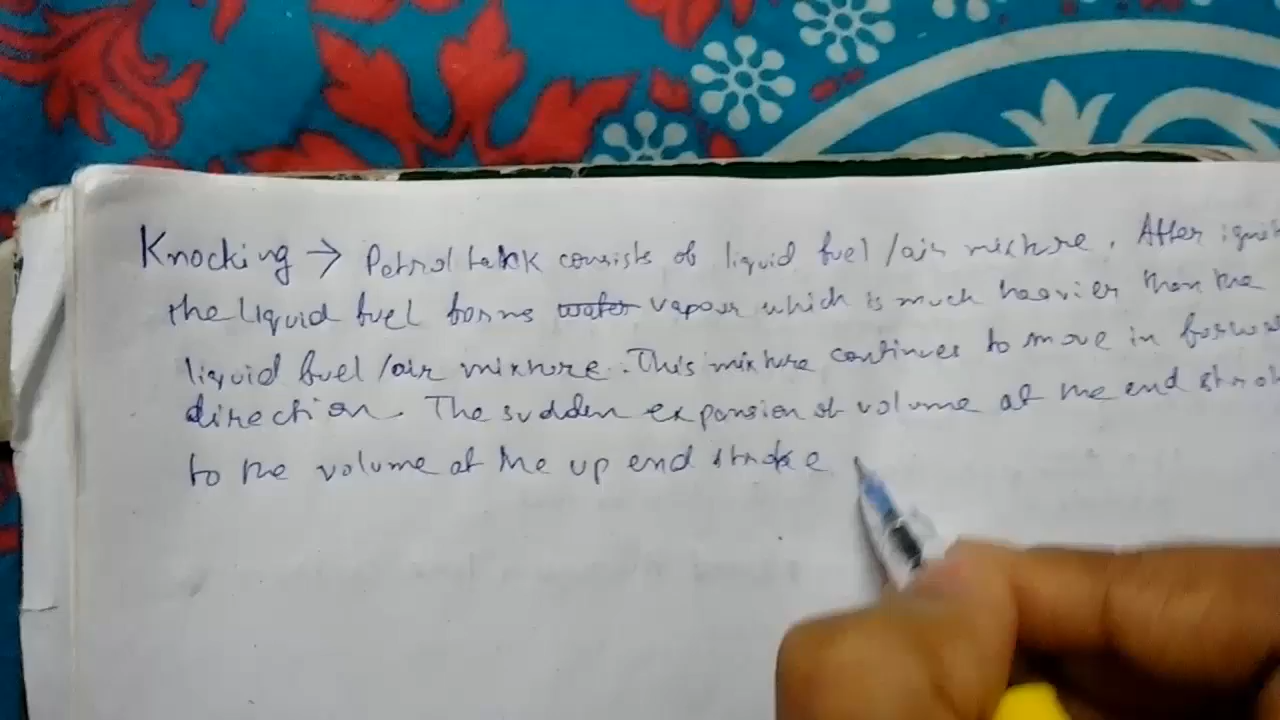 Knocking → Petrol tank consists of liquid fuel / air mixture. After
the liquid fuel forms water vapour which is much heavier than the
liquid fuel / air mixture. This mixture continues to move in
direction. The sudden expansion of volume at the end
to the volume at the up end stroke